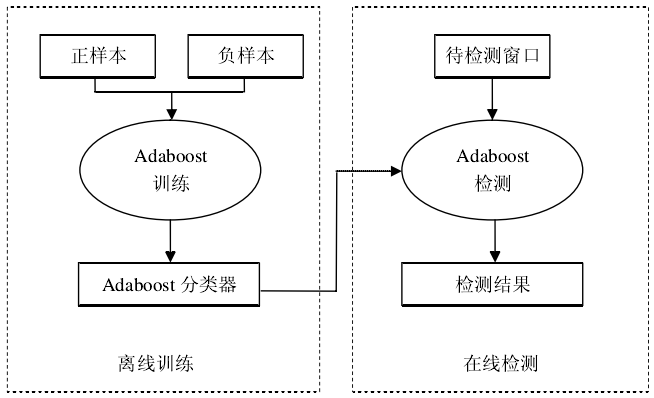 正样本
负样本
Adaboost
训练
Adaboost 分类器
离线训练
待检测窗口
Adaboost
检测
检测结果
在线检测